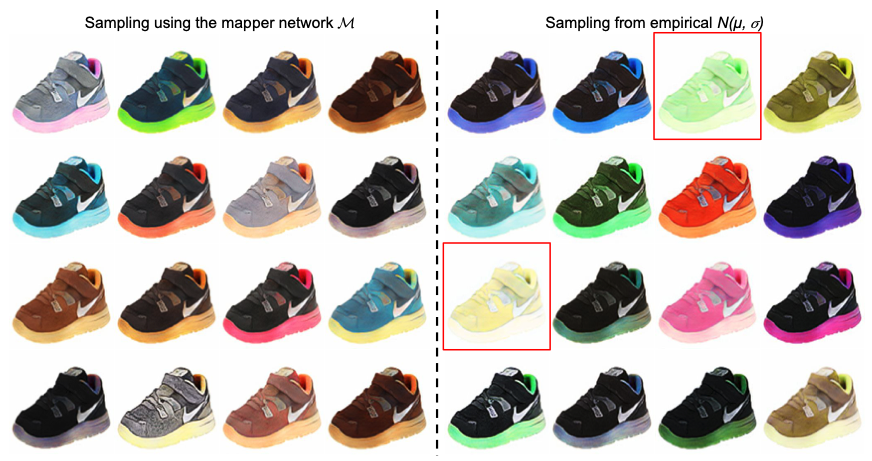 Sampling using the mapper network ℳ
Sampling from empirical N(μ, σ)